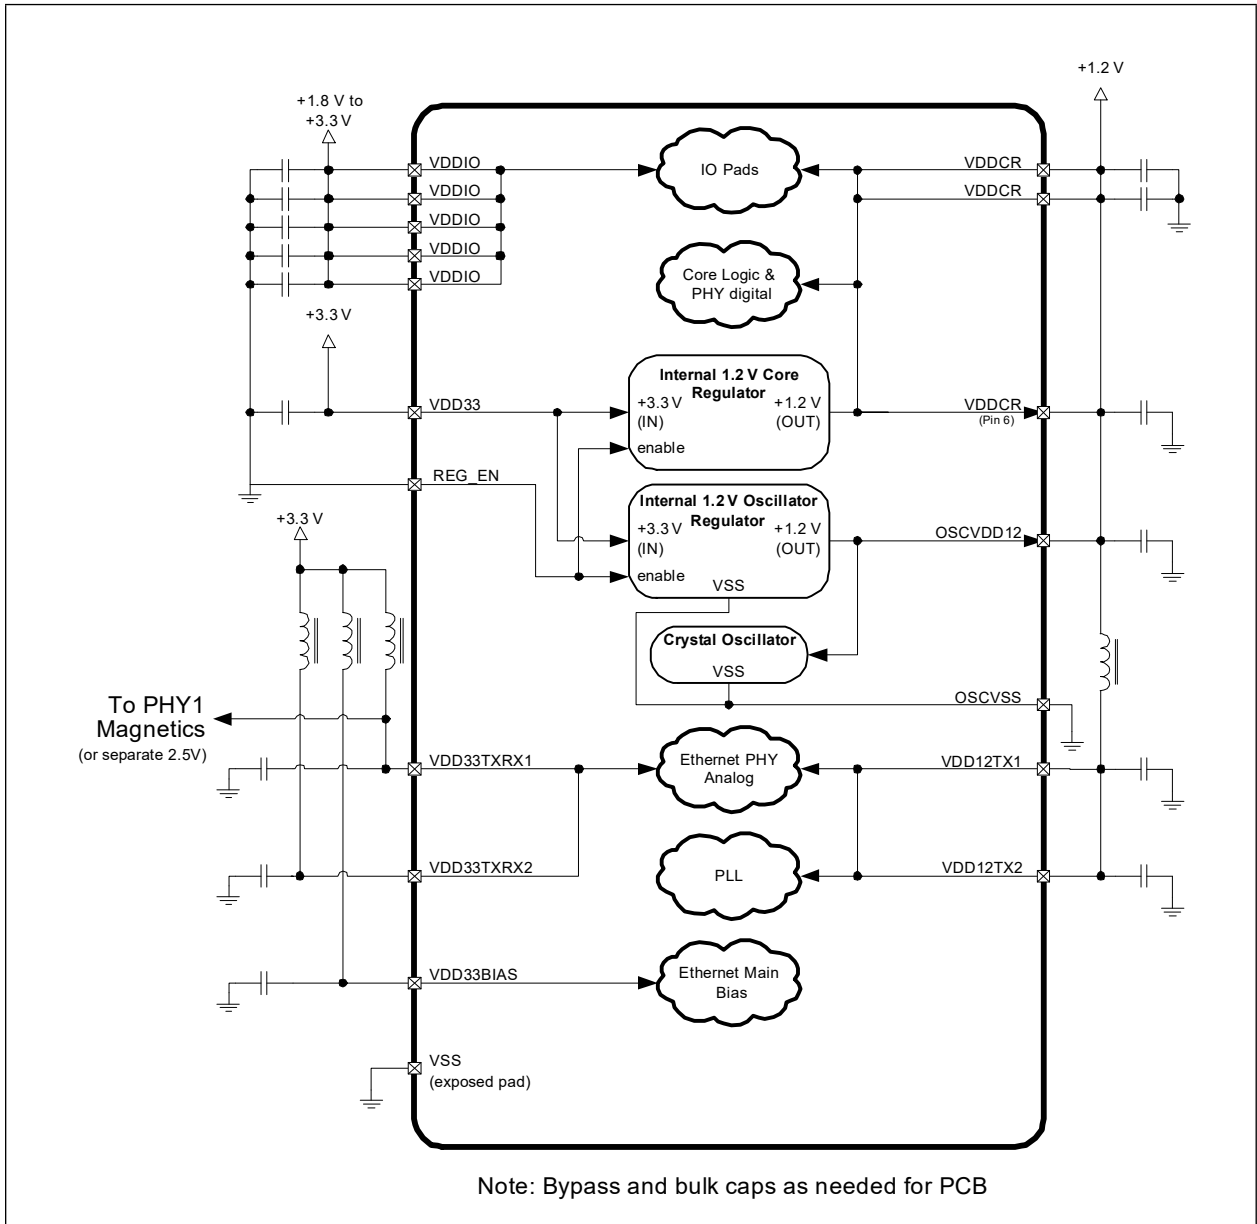 +1.2 V
+1.8 V to
+3.3 V
VDDIO
IO Pads
VDDCR
VDDIO
VDDCR
VDDIO
VDDIO
VDDIO
Core Logic &
PHY digital
+3.3 V
Internal 1.2 V Core
Regulator
VDD33
+3.3 V
(IN)
+1.2 V
(OUT)
enable
VDDCR
(Pin 6)
REG_EN
Internal 1.2 V Oscillator
Regulator
+3.3 V
(IN)
+1.2 V
(OUT)
enable
VSS
OSCVDD12
+3.3 V
Crystal Oscillator
VSS
OSCVSS
To PHY1
Magnetics
(or separate 2.5V)
VDD33TXRX1
Ethernet PHY
Analog
VDD12TX1
VDD33TXRX2
PLL
VDD12TX2
VDD33BIAS
Ethernet Main
Bias
VSS
(exposed pad)
Note: Bypass and bulk caps as needed for PCB